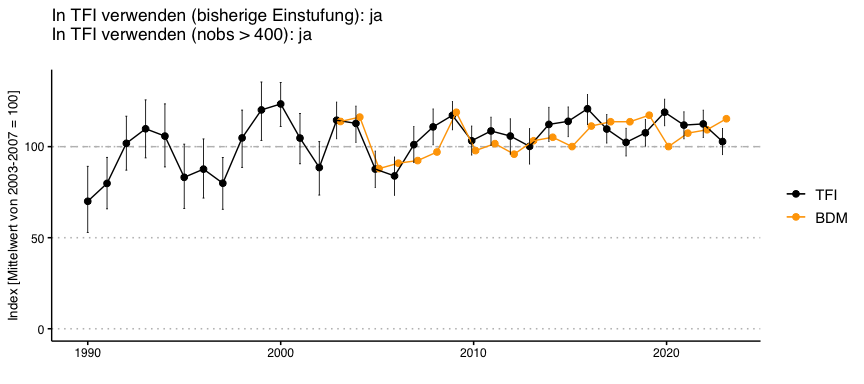 In TFI verwenden (bisherige Einstufung): ja
In TFI verwenden (nobs > 400): ja
Index [Mittelwert von 2003-2007 = 100]
100
50
0
1990
2000
2010
2020
TFI
BDM